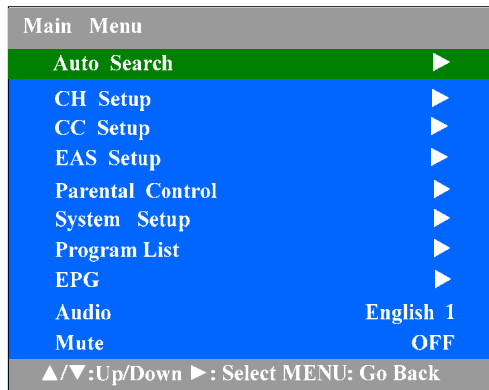 Main Menu
Auto Search ▶
CH Setup ▶
CC Setup ▶
EAS Setup ▶
Parental Control ▶
System Setup ▶
Program List ▶
EPG ▶
Audio English 1
Mute OFF
▲/▼:Up/Down ▶: Select MENU: Go Back